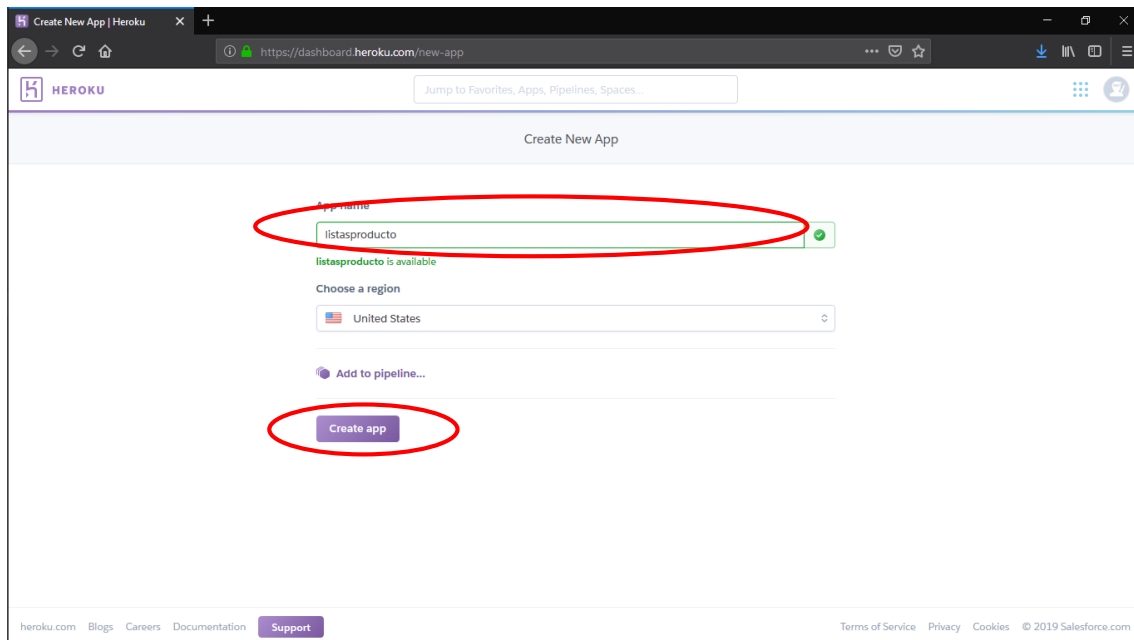 Create New App | Heroku
https://dashboard.heroku.com/new-app
HEROKU
Jump to Favorites, Apps, Pipelines, Spaces...
Create New App
App name
listasproducto
listasproducto is available
Choose a region
United States
Add to pipeline...
Create app
heroku.com Blogs Careers Documentation Support Terms of Service Privacy Cookies © 2019 Salesforce.com